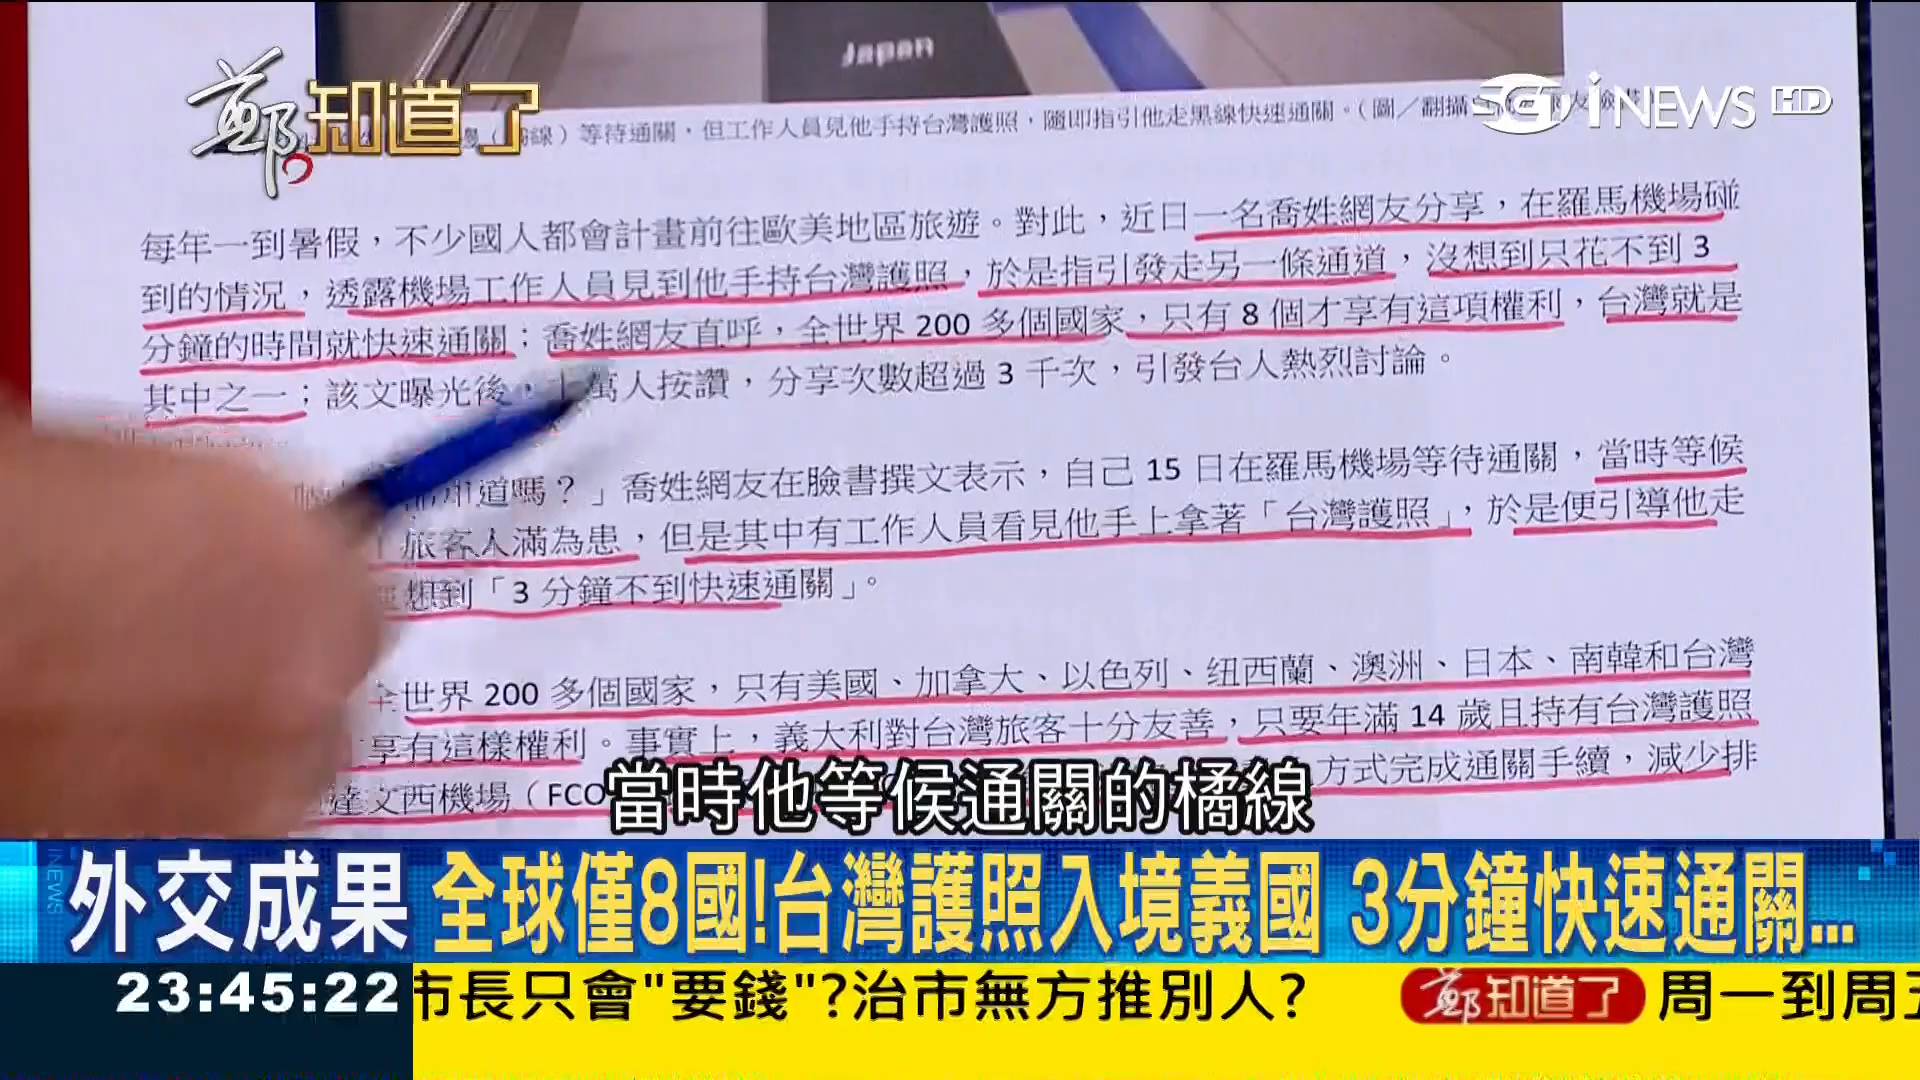 Japan
鄭知道了
iNEWS HD
線）等待通關，但工作人員見他手持台灣護照，隨即指引他走黑線快速通關。（圖／翻攝
每年一到暑假，不少國人都會計畫前往歐美地區旅遊。對此，近日一名喬姓網友分享，在羅馬機場碰
到的情況，透露機場工作人員見到他手持台灣護照，於是指引發走另一條通道，沒想到只花不到 3
分鐘的時間就快速通關；喬姓網友直呼，全世界 200 多個國家，只有 8 個才享有這項權利，台灣就是
其中之一；該文曝光後，上萬人按讚，分享次數超過 3 千次，引發台人熱烈討論。
道嗎？」喬姓網友在臉書撰文表示，自己 15 日在羅馬機場等待通關，當時等候
旅客人滿為患，但是其中有工作人員看見他手上拿著「台灣護照」，於是便引導他走
想到「3 分鐘不到快速通關」。
全世界 200 多個國家，只有美國、加拿大、以色列、纽西蘭、澳洲、日本、南韓和台灣
享有這樣權利。事實上，義大利對台灣旅客十分友善，只要年滿 14 歲且持有台灣護照
達文西機場（FCO
方式完成通關手續，減少排
當時他等候通關的橘線
NEWS
外交成果 全球僅8國!台灣護照入境義國 3分鐘快速通關...
23:45:22
市長只會"要錢"?治市無方推別人?
鄭知道了 周一到周五